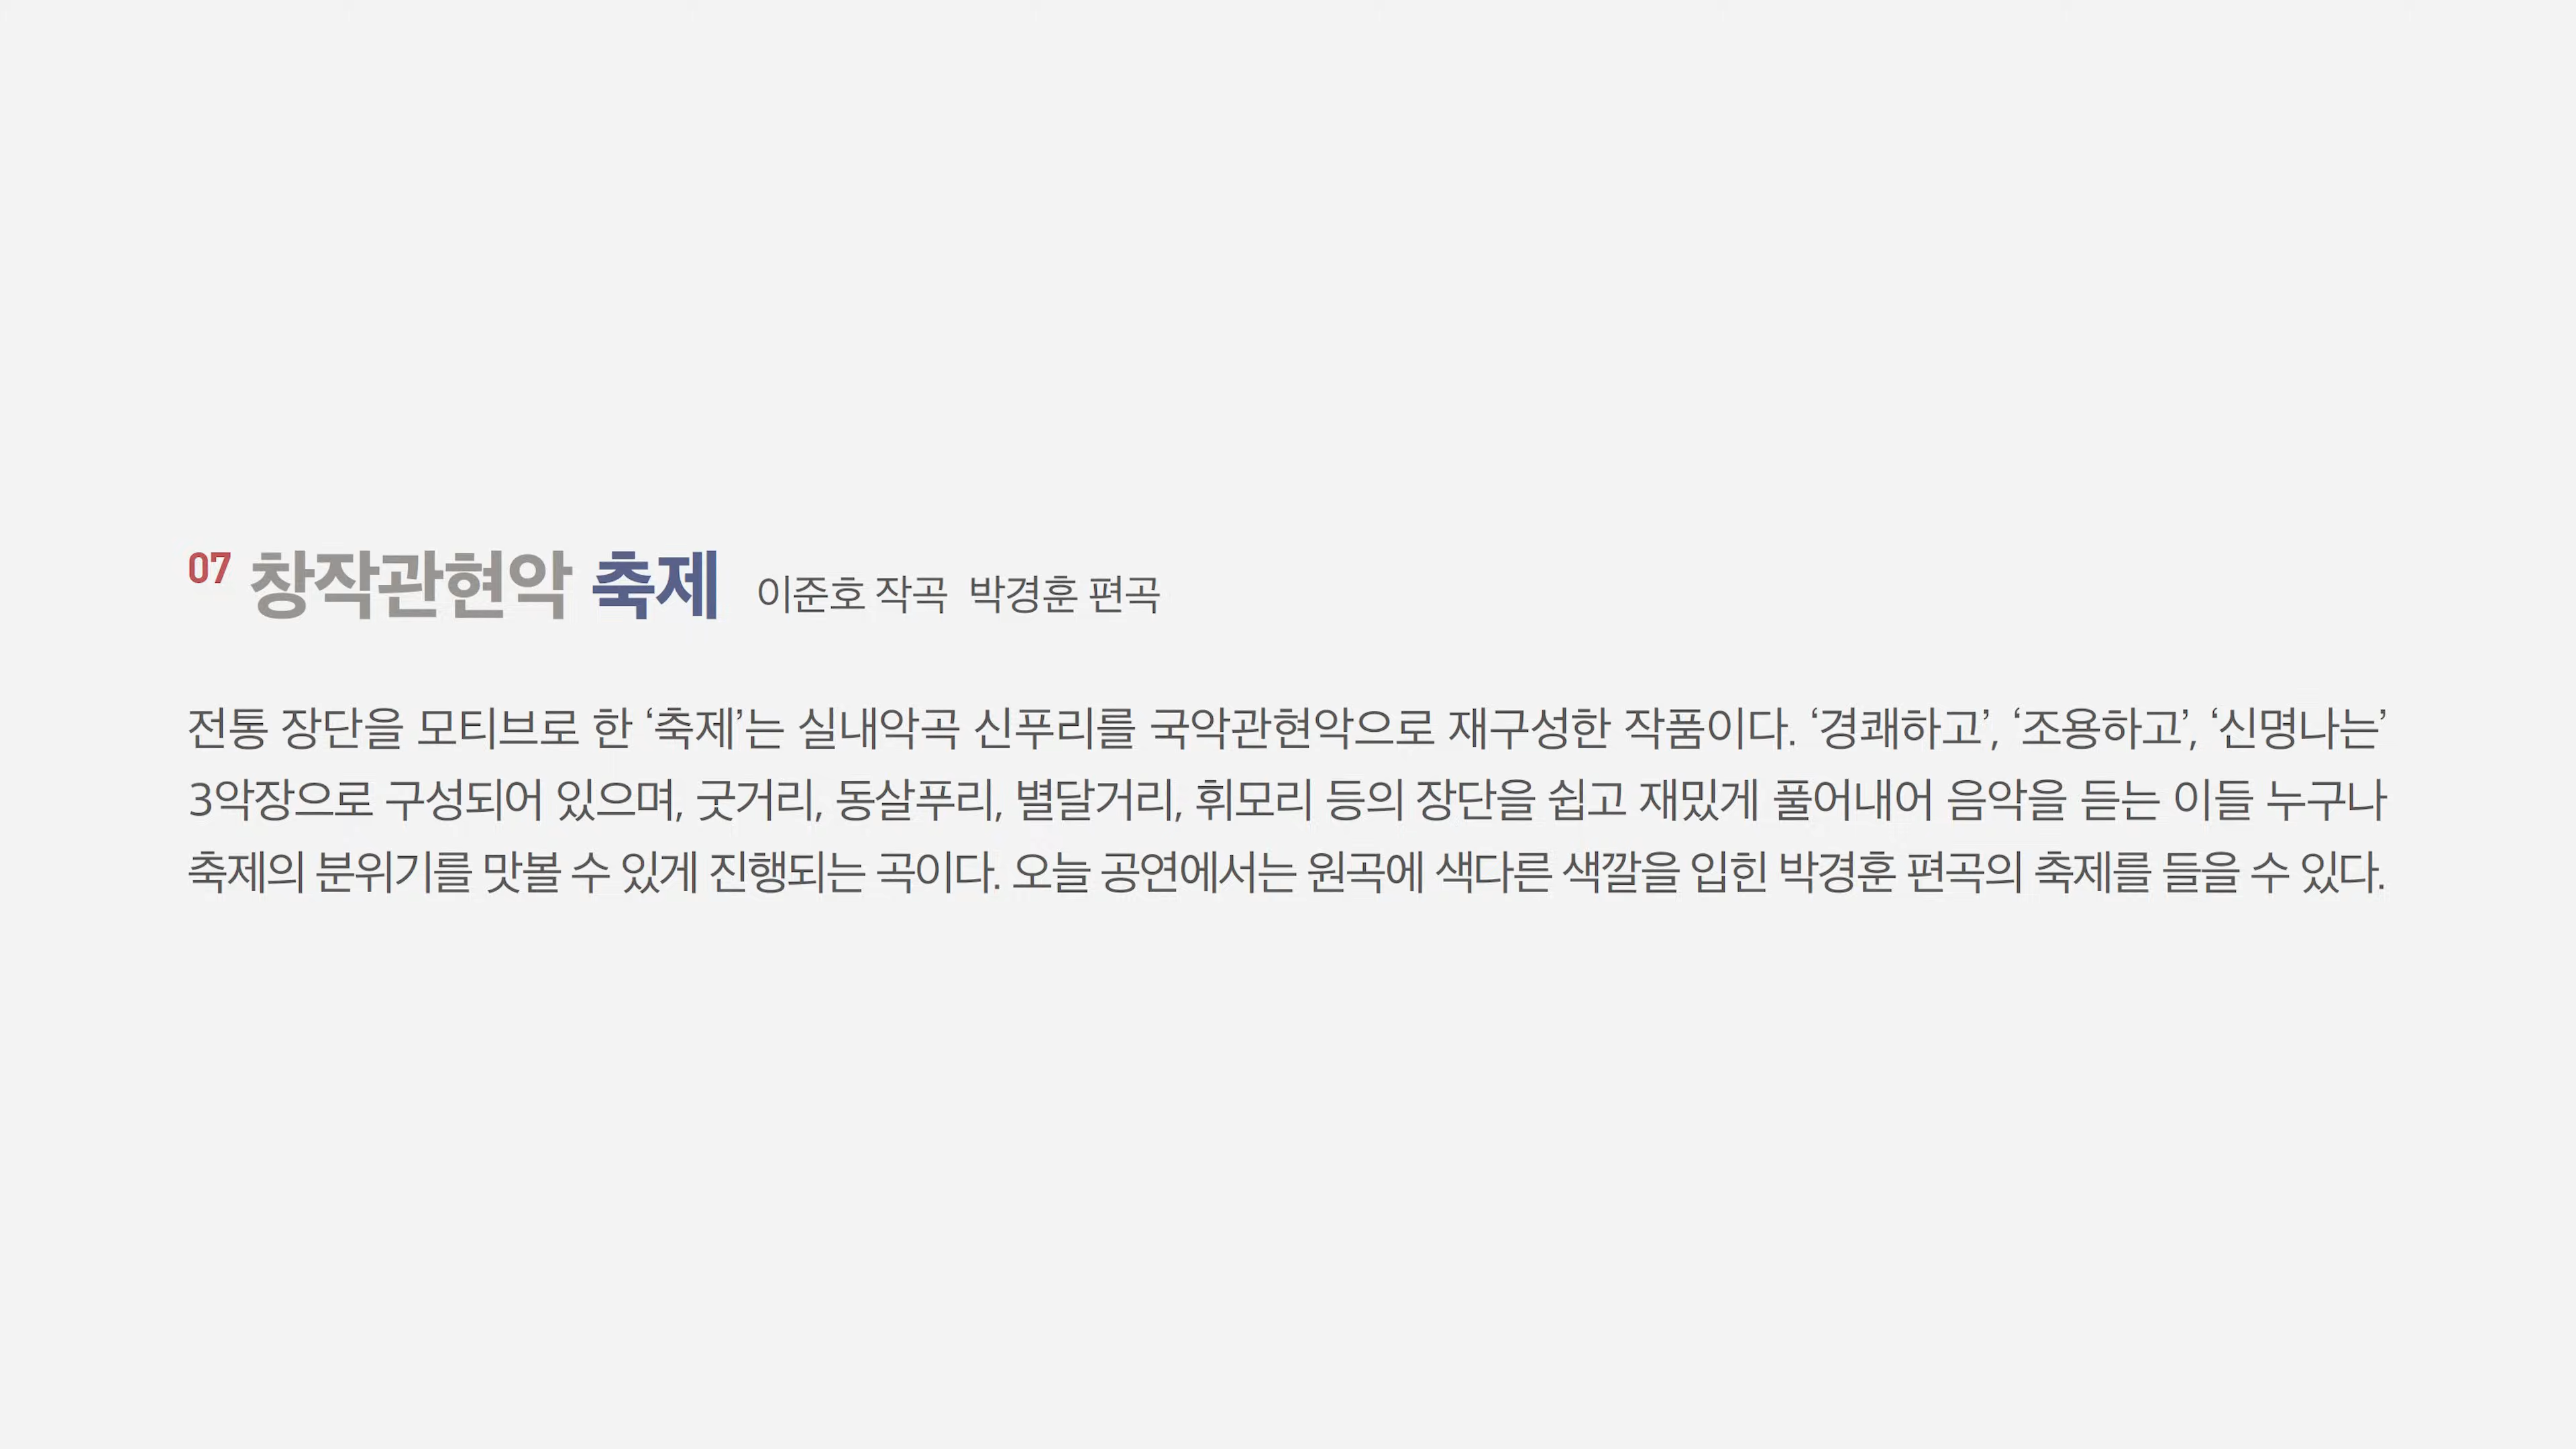 07 창작관현악 축제 이준호 작곡 박경훈 편곡
전통 장단을 모티브로 한 ‘축제’는 실내악곡 신푸리를 국악관현악으로 재구성한 작품이다. ‘경쾌하고’, ‘조용하고’, ‘신명나는’
3악장으로 구성되어 있으며, 굿거리, 동살푸리, 별달거리, 휘모리 등의 장단을 쉽고 재밌게 풀어내어 음악을 듣는 이들 누구나
축제의 분위기를 맛볼 수 있게 진행되는 곡이다. 오늘 공연에서는 원곡에 색다른 색깔을 입힌 박경훈 편곡의 축제를 들을 수 있다.